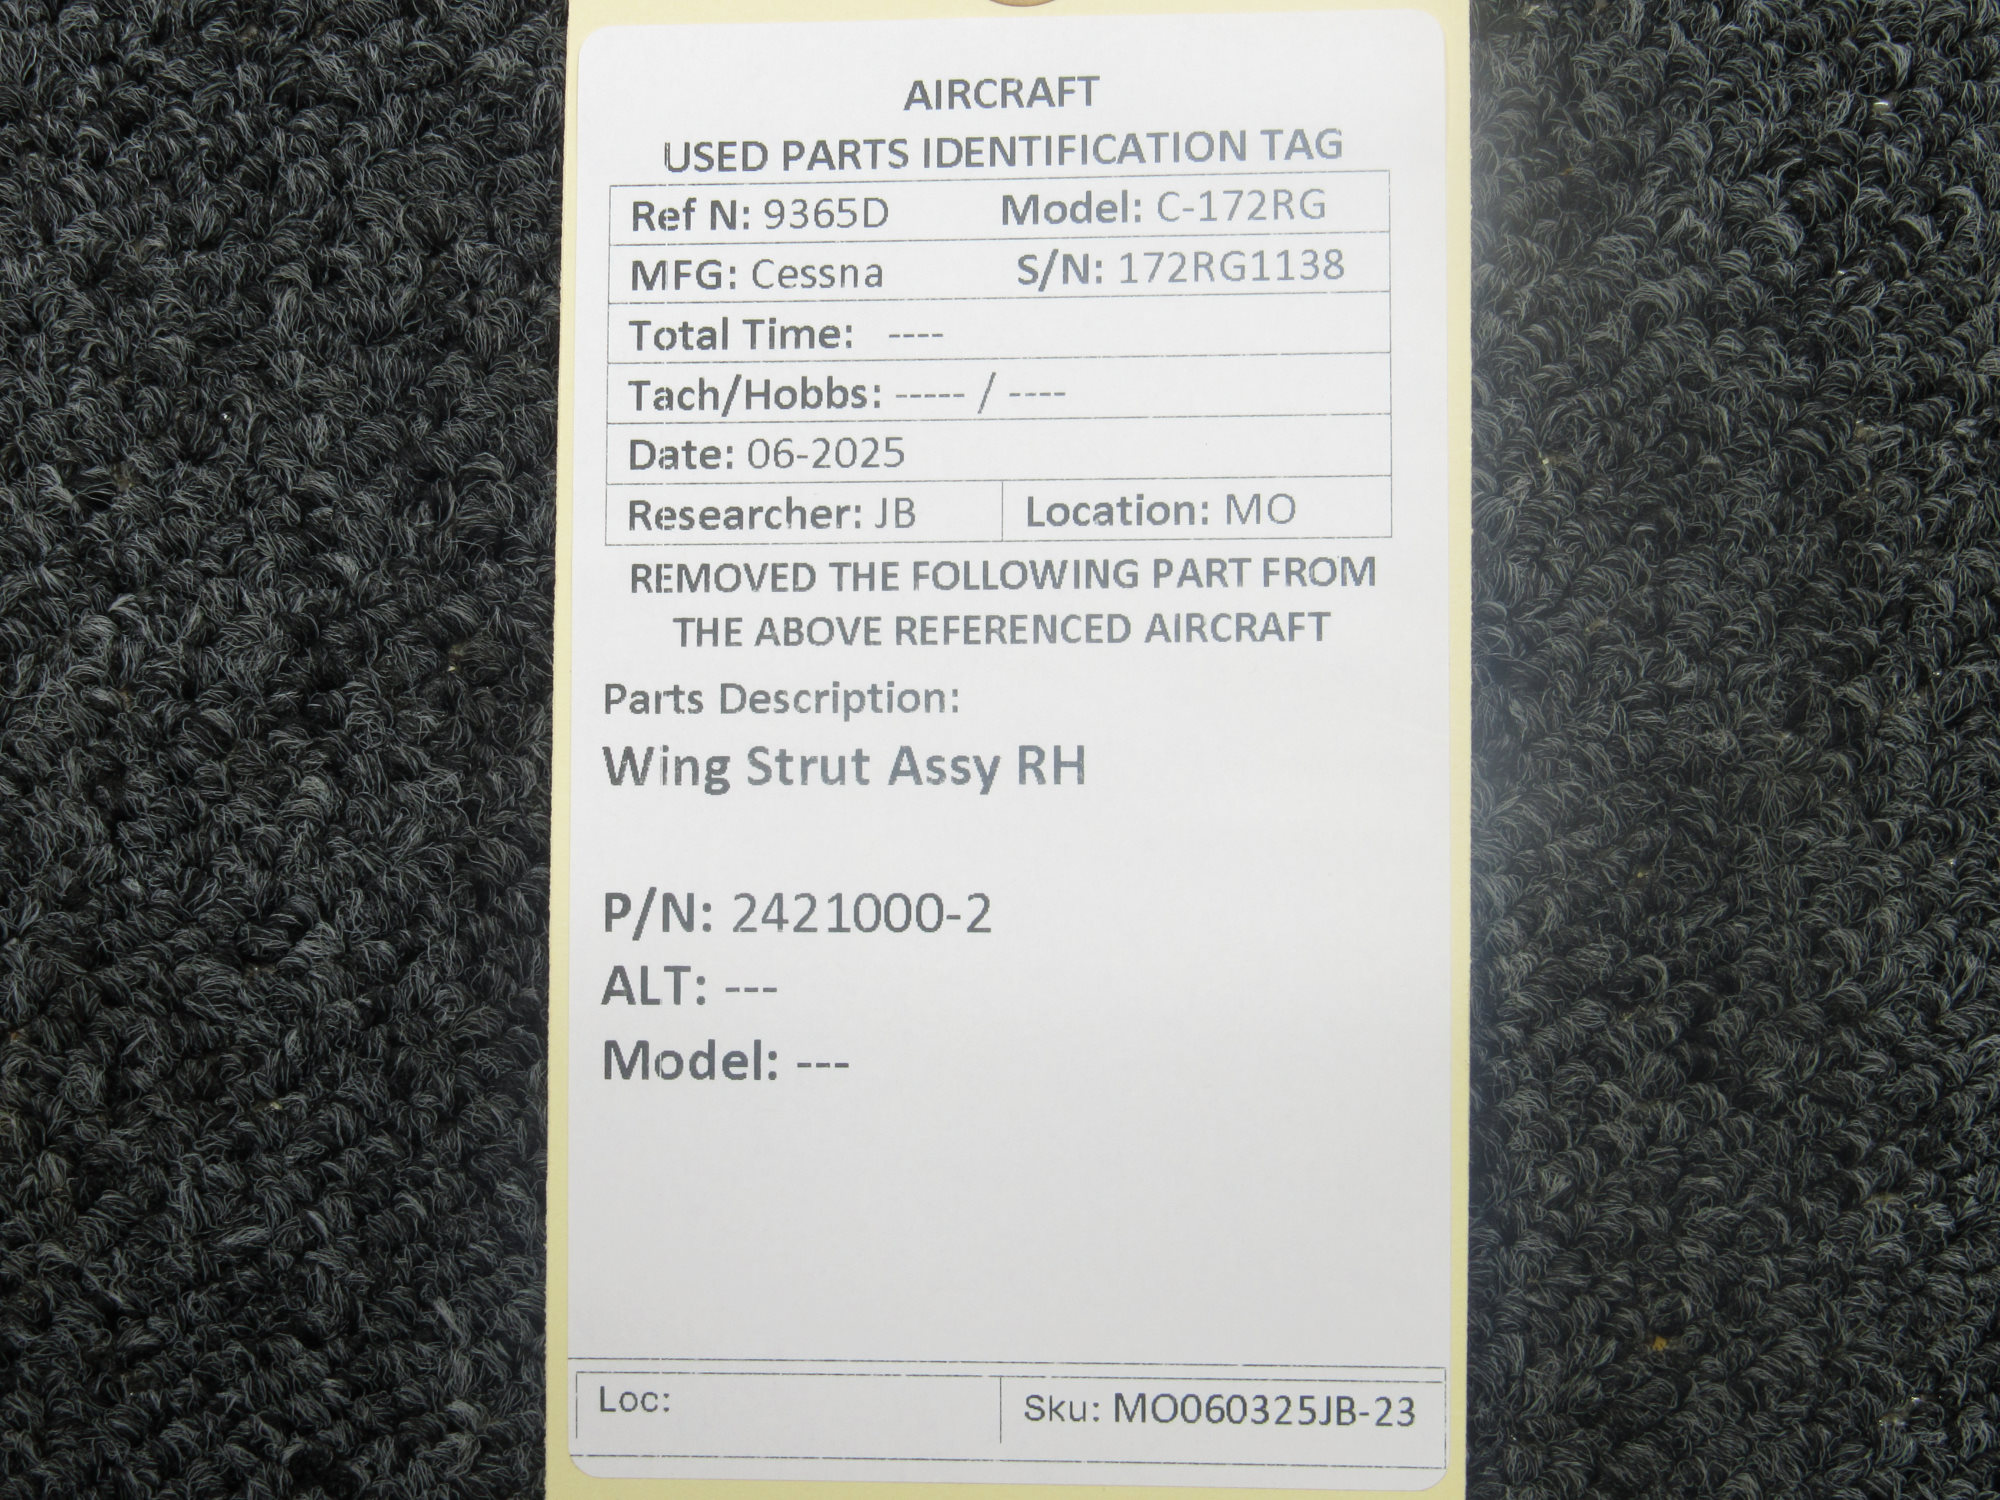 AIRCRAFT
USED PARTS IDENTIFICATION TAG
Ref N: 9365D Model: C-172RG
MFG: Cessna S/N: 172RG1138
Total Time: ----
Tach/Hobbs: ----- / ----
Date: 06-2025
Researcher: JB Location: MO
REMOVED THE FOLLOWING PART FROM
THE ABOVE REFERENCED AIRCRAFT
Parts Description:
Wing Strut Assy RH
P/N: 2421000-2
ALT: ---
Model: ---
Loc: Sku: MO060325JB-23